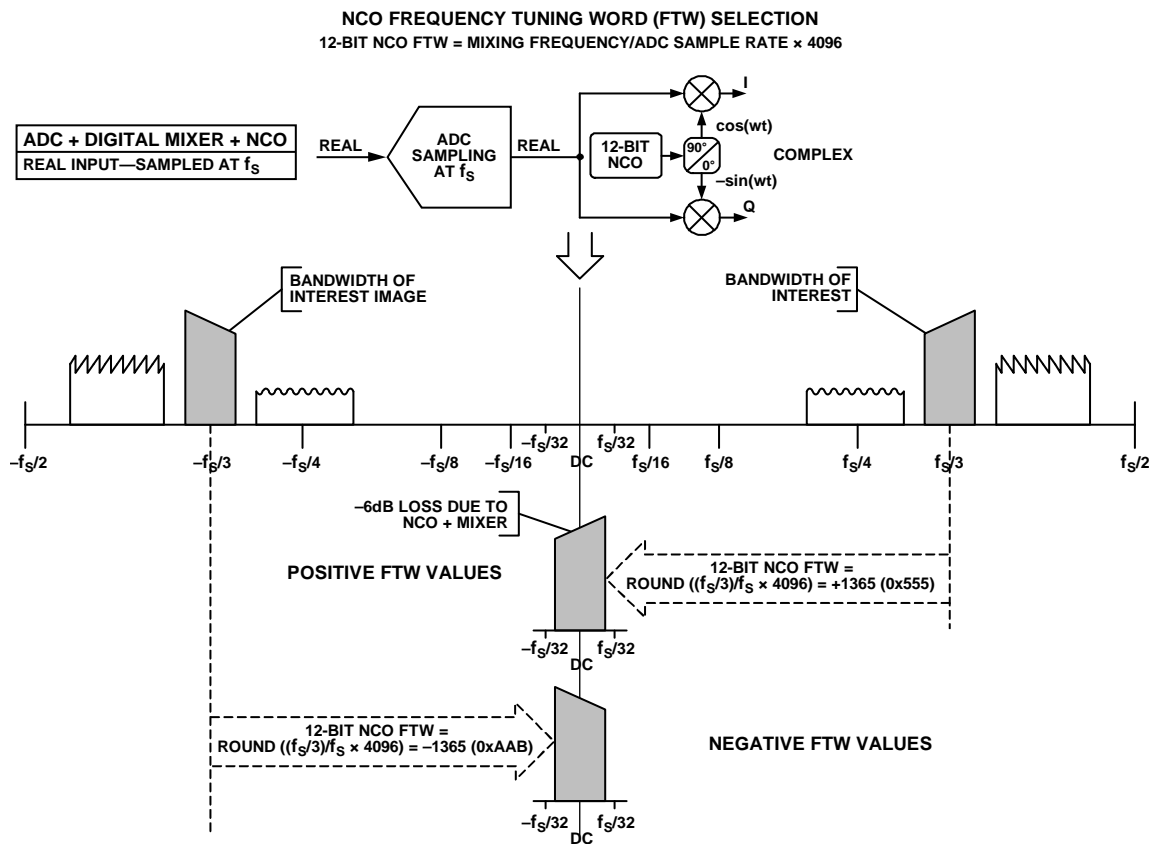 NCO FREQUENCY TUNING WORD (FTW) SELECTION
12-BIT NCO FTW = MIXING FREQUENCY/ADC SAMPLE RATE × 4096
ADC + DIGITAL MIXER + NCO
REAL INPUT—SAMPLED AT fS
REAL
ADC
SAMPLING
AT fS
REAL
12-BIT
NCO
90°
0°
I
cos(wt)
COMPLEX
–sin(wt)
Q
BANDWIDTH OF
INTEREST IMAGE
BANDWIDTH OF
INTEREST
–fS/2
–fS/3
–fS/4
–fS/8
–fS/16
–fS/32
DC
fS/32
fS/16
fS/8
fS/4
fS/3
fS/2
–6dB LOSS DUE TO
NCO + MIXER
POSITIVE FTW VALUES
12-BIT NCO FTW =
ROUND ((fS/3)/fS × 4096) = +1365 (0x555)
–fS/32
DC
fS/32
12-BIT NCO FTW =
ROUND ((fS/3)/fS × 4096) = –1365 (0xAAB)
NEGATIVE FTW VALUES
–fS/32
DC
fS/32